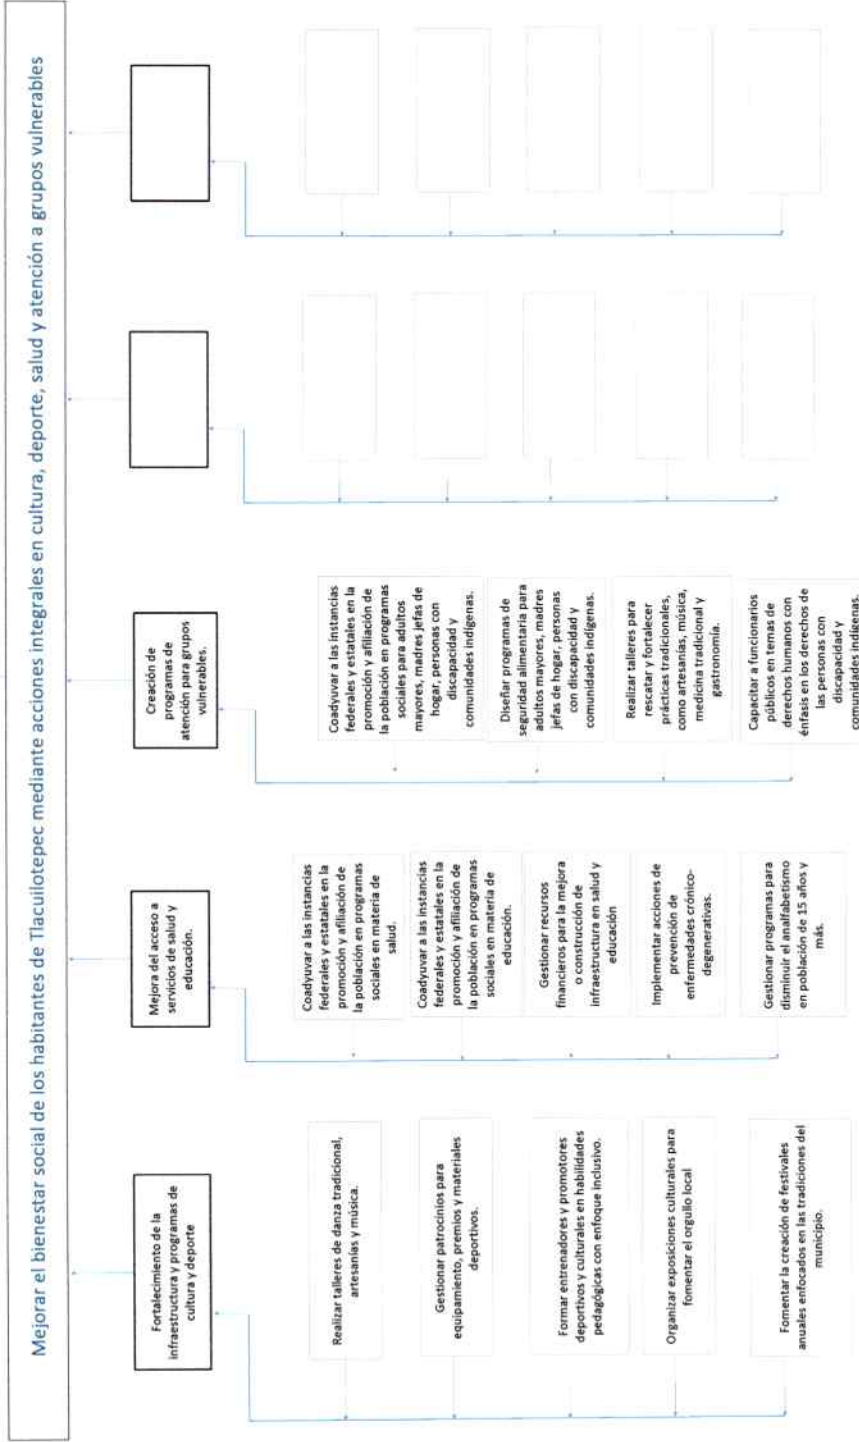 Mejorar el bienestar social de los habitantes de Tlacuilotepec mediante acciones integrales en cultura, deporte, salud y atención a grupos vulnerables
Fortalecimiento de la
infraestructura y programas de
cultura y deporte
Realizar talleres de danza tradicional,
artesanías y música.
Gestionar patrocinios para
equipamiento, premios y materiales
deportivos.
Formar entrenadores y promotores
deportivos y culturales en habilidades
pedagógicas con enfoque inclusivo.
Organizar exposiciones culturales para
fomentar el orgullo local
Fomentar la creación de festivales
anuales enfocados en las tradiciones del
municipio.
Mejora del acceso a
servicios de salud y
educación.
Coadyuvar a las instancias
federales y estatales en la
promoción y afiliación de
la población en programas
sociales en materia de
salud.
Coadyuvar a las instancias
federales y estatales en la
promoción y afiliación de
la población en programas
sociales en materia de
educación.
Gestionar recursos
financieros para la mejora
o construcción de
infraestructura en salud y
educación
Implementar acciones de
prevención de
enfermedades crónico-
degenerativas.
Gestionar programas para
disminuir el analfabetismo
en población de 15 años y
más.
Creación de
programas de
atención para grupos
vulnerables.
Coadyuvar a las instancias
federales y estatales en la
promoción y afiliación de
la población en programas
sociales para adultos
mayores, madres jefas de
hogar, personas con
discapacidad y
comunidades indígenas.
Diseñar programas de
seguridad alimentaria para
adultos mayores, madres
jefas de hogar, personas
con discapacidad y
comunidades indígenas.
Realizar talleres para
rescatar y fortalecer
prácticas tradicionales,
como artesanías, música,
medicina tradicional y
gastronomía.
Capacitar a funcionarios
públicos en temas de
derechos humanos con
énfasis en los derechos de
las personas con
discapacidad y
comunidades indígenas.